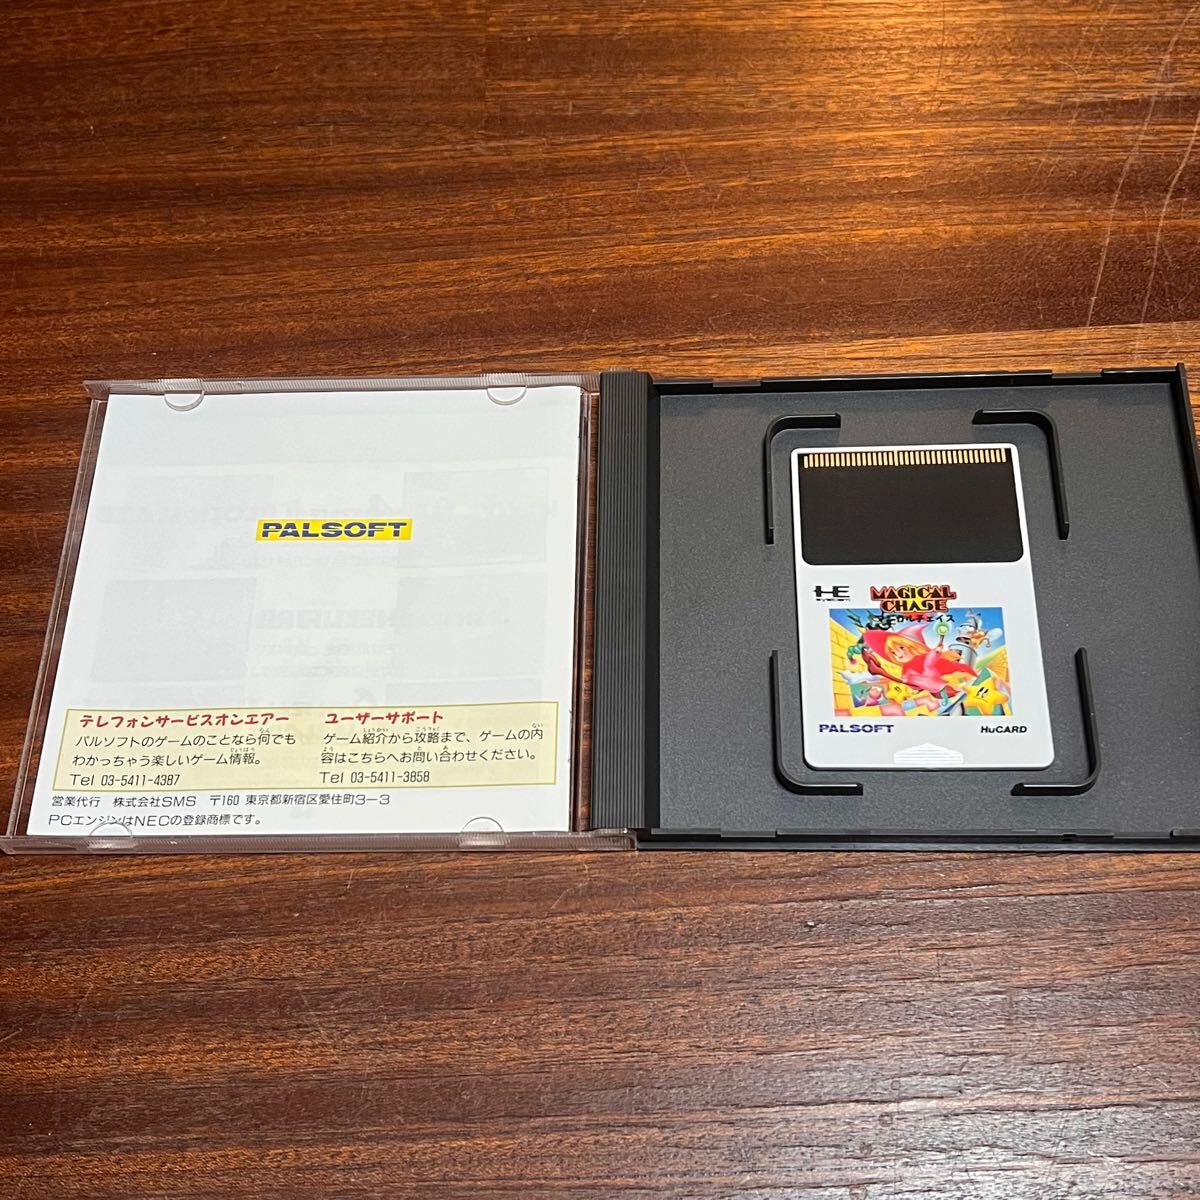 PALSOFT
テレフォンサービスオンエアー
パルソフトのゲームのことなら何でも
わかっちゃう楽しいゲーム情報。
Tel 03-5411-4387
ユーザーサポート
ゲーム紹介から攻略まで、ゲームの内
容はこちらへお問い合わせください。
Tel 03-5411-3858
営業代行 株式会社SMS 〒160 東京都新宿区愛住町3-3
PCエンジンはNECの登録商標です。
HE
SYSTEM
MAGICAL
CHASE
マジカルチェイス
PALSOFT
HuCARD